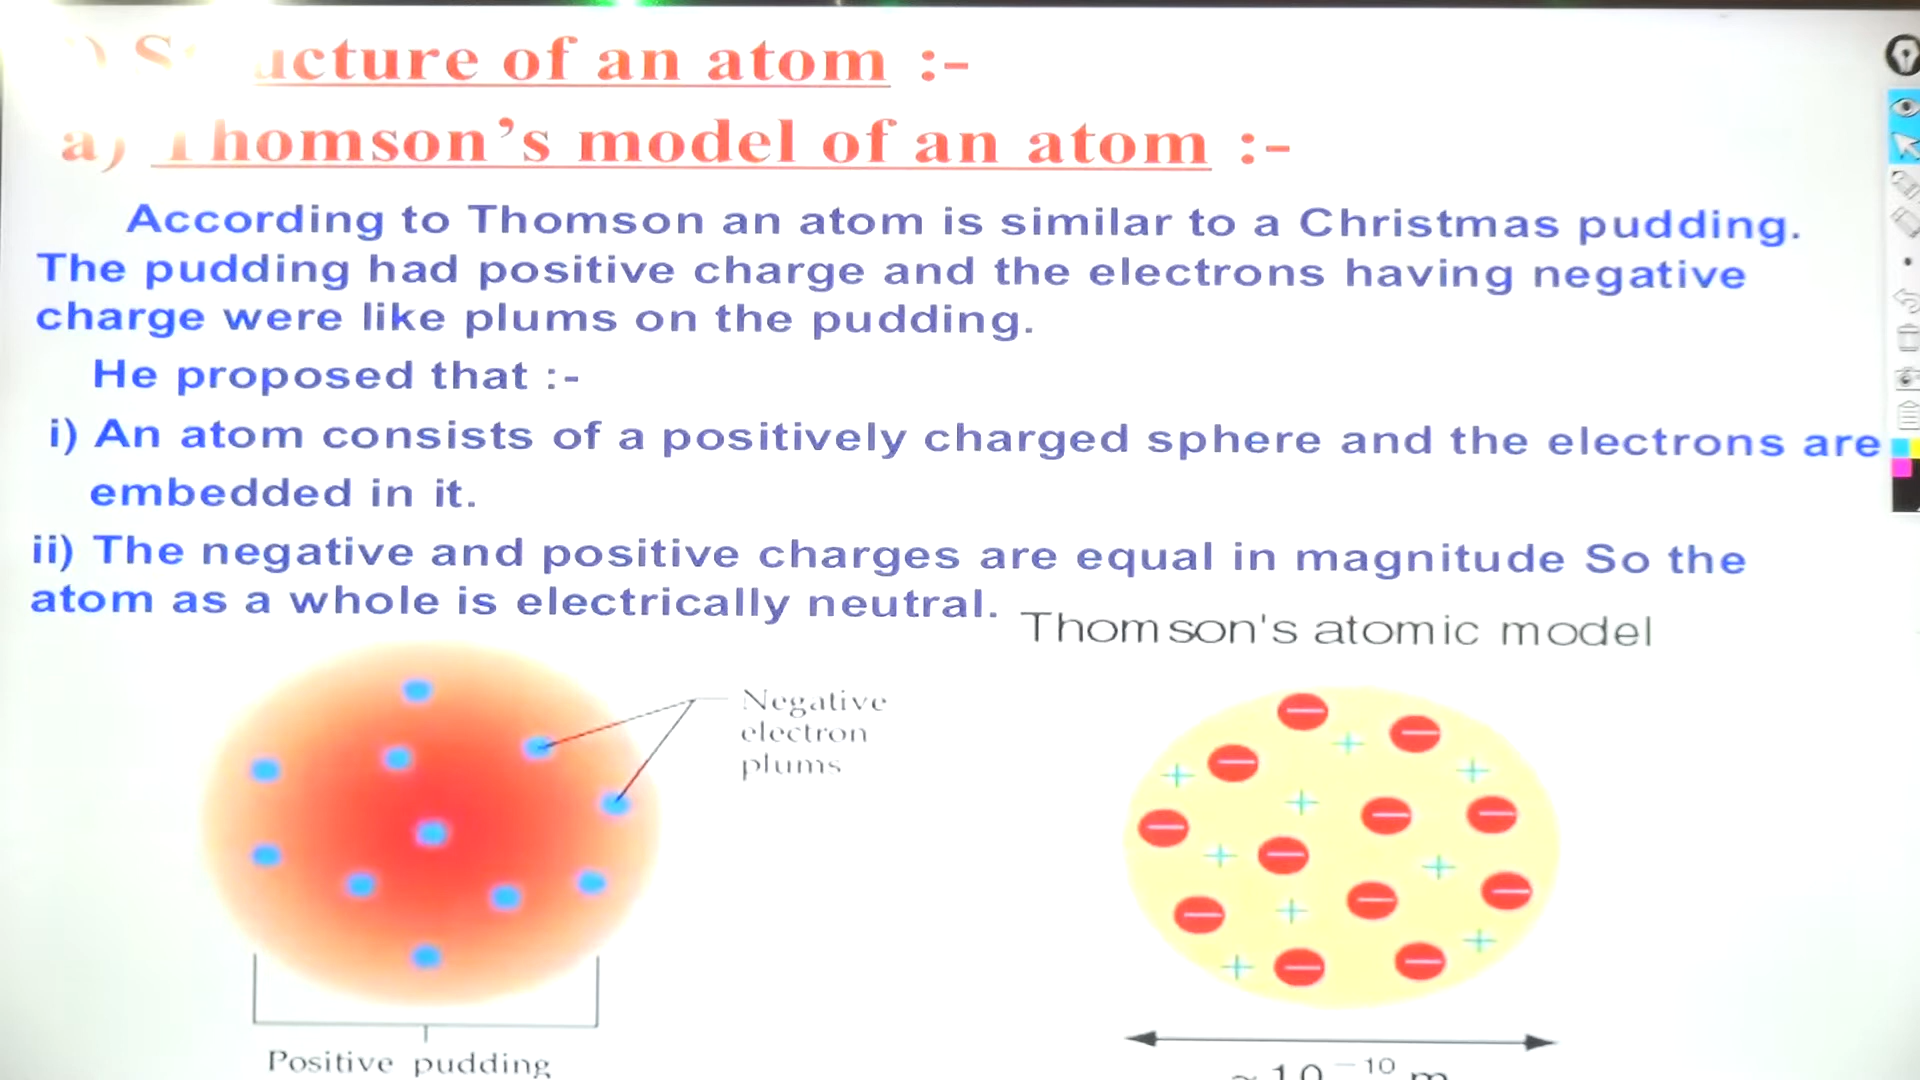 ucture of an atom :-
a) Thomson's model of an atom :-
According to Thomson an atom is similar to a Christmas pudding.
The pudding had positive charge and the electrons having negative
charge were like plums on the pudding.
He proposed that :-
i) An atom consists of a positively charged sphere and the electrons are
embedded in it.
ii) The negative and positive charges are equal in magnitude So the
atom as a whole is electrically neutral.
Thomson's atomic model
Negative
electron
plums
Positive pudding
~ 10⁻¹⁰ m